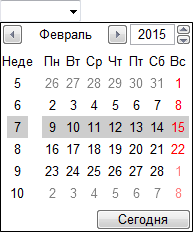 Февраль 2015
Неде Пн Вт Ср Чт Пт Сб Вс
5 26 27 28 29 30 31 1
6 2 3 4 5 6 7 8
7 9 10 11 12 13 14 15
8 16 17 18 19 20 21 22
9 23 24 25 26 27 28 1
10 2 3 4 5 6 7 8
Сегодня